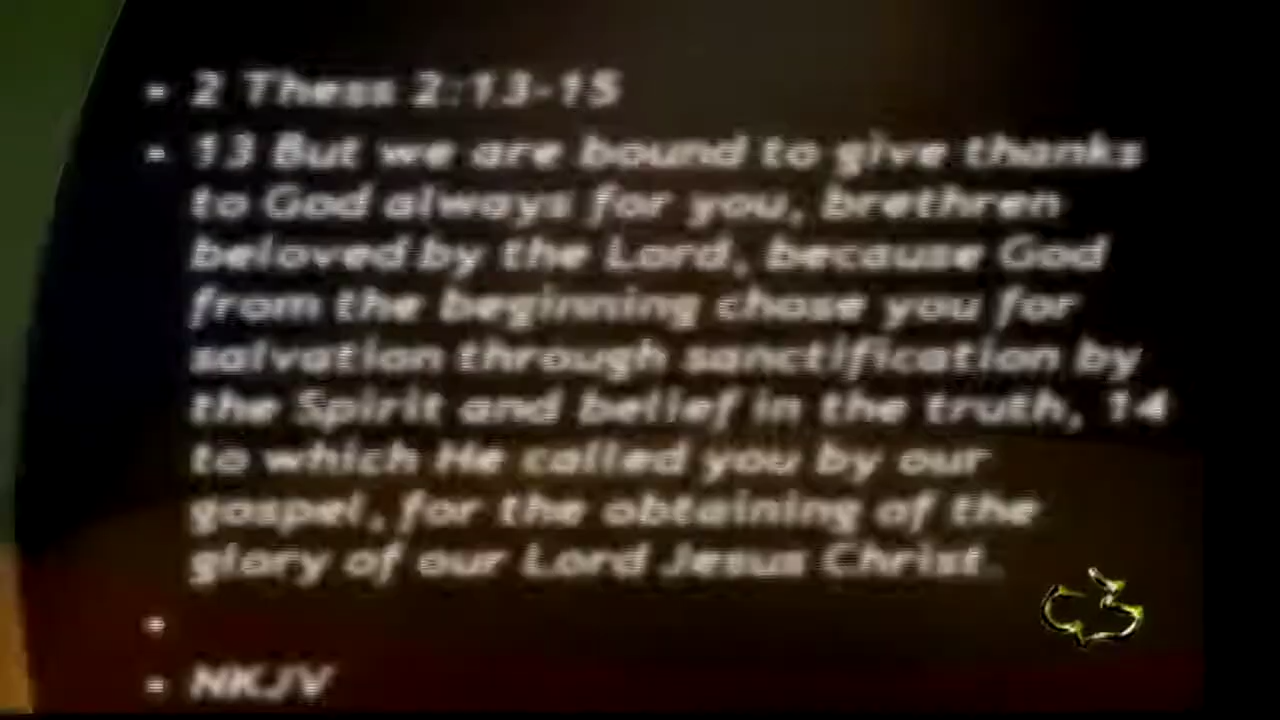 2 Thess 2:13-15
13 But we are bound to give thanks
to God always for you, brethren
beloved by the Lord, because God
from the beginning chose you for
salvation through sanctification by
the Spirit and belief in the truth, 14
to which He called you by our
gospel, for the obtaining of the
glory of our Lord Jesus Christ.
NKJV